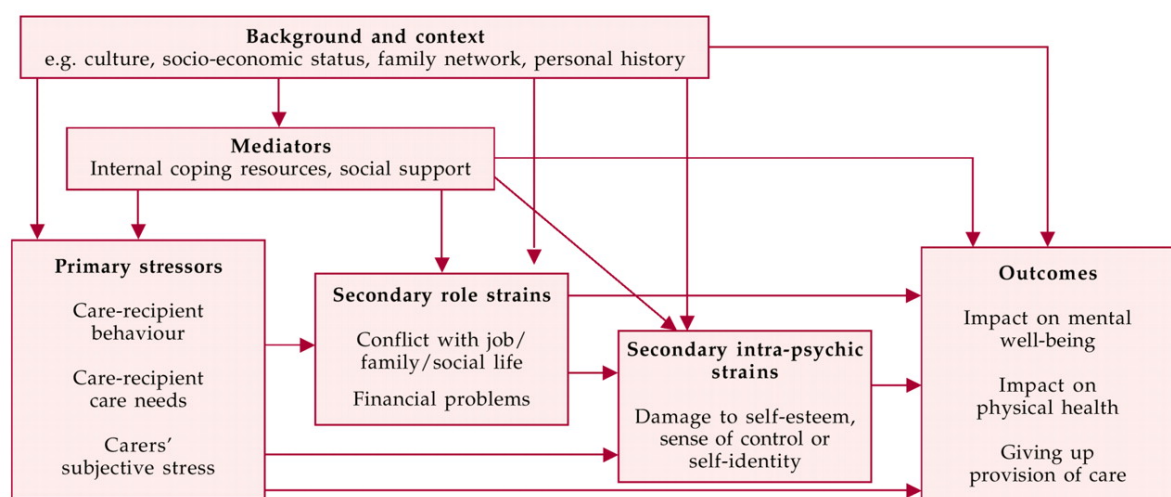 Background and context
e.g. culture, socio-economic status, family network, personal history
Mediators
Internal coping resources, social support
Primary stressors
Care-recipient
behaviour
Care-recipient
care needs
Carers'
subjective stress
Secondary role strains
Conflict with job/
family/social life
Financial problems
Secondary intra-psychic
strains
Damage to self-esteem,
sense of control or
self-identity
Outcomes
Impact on mental
well-being
Impact on
physical health
Giving up
provision of care